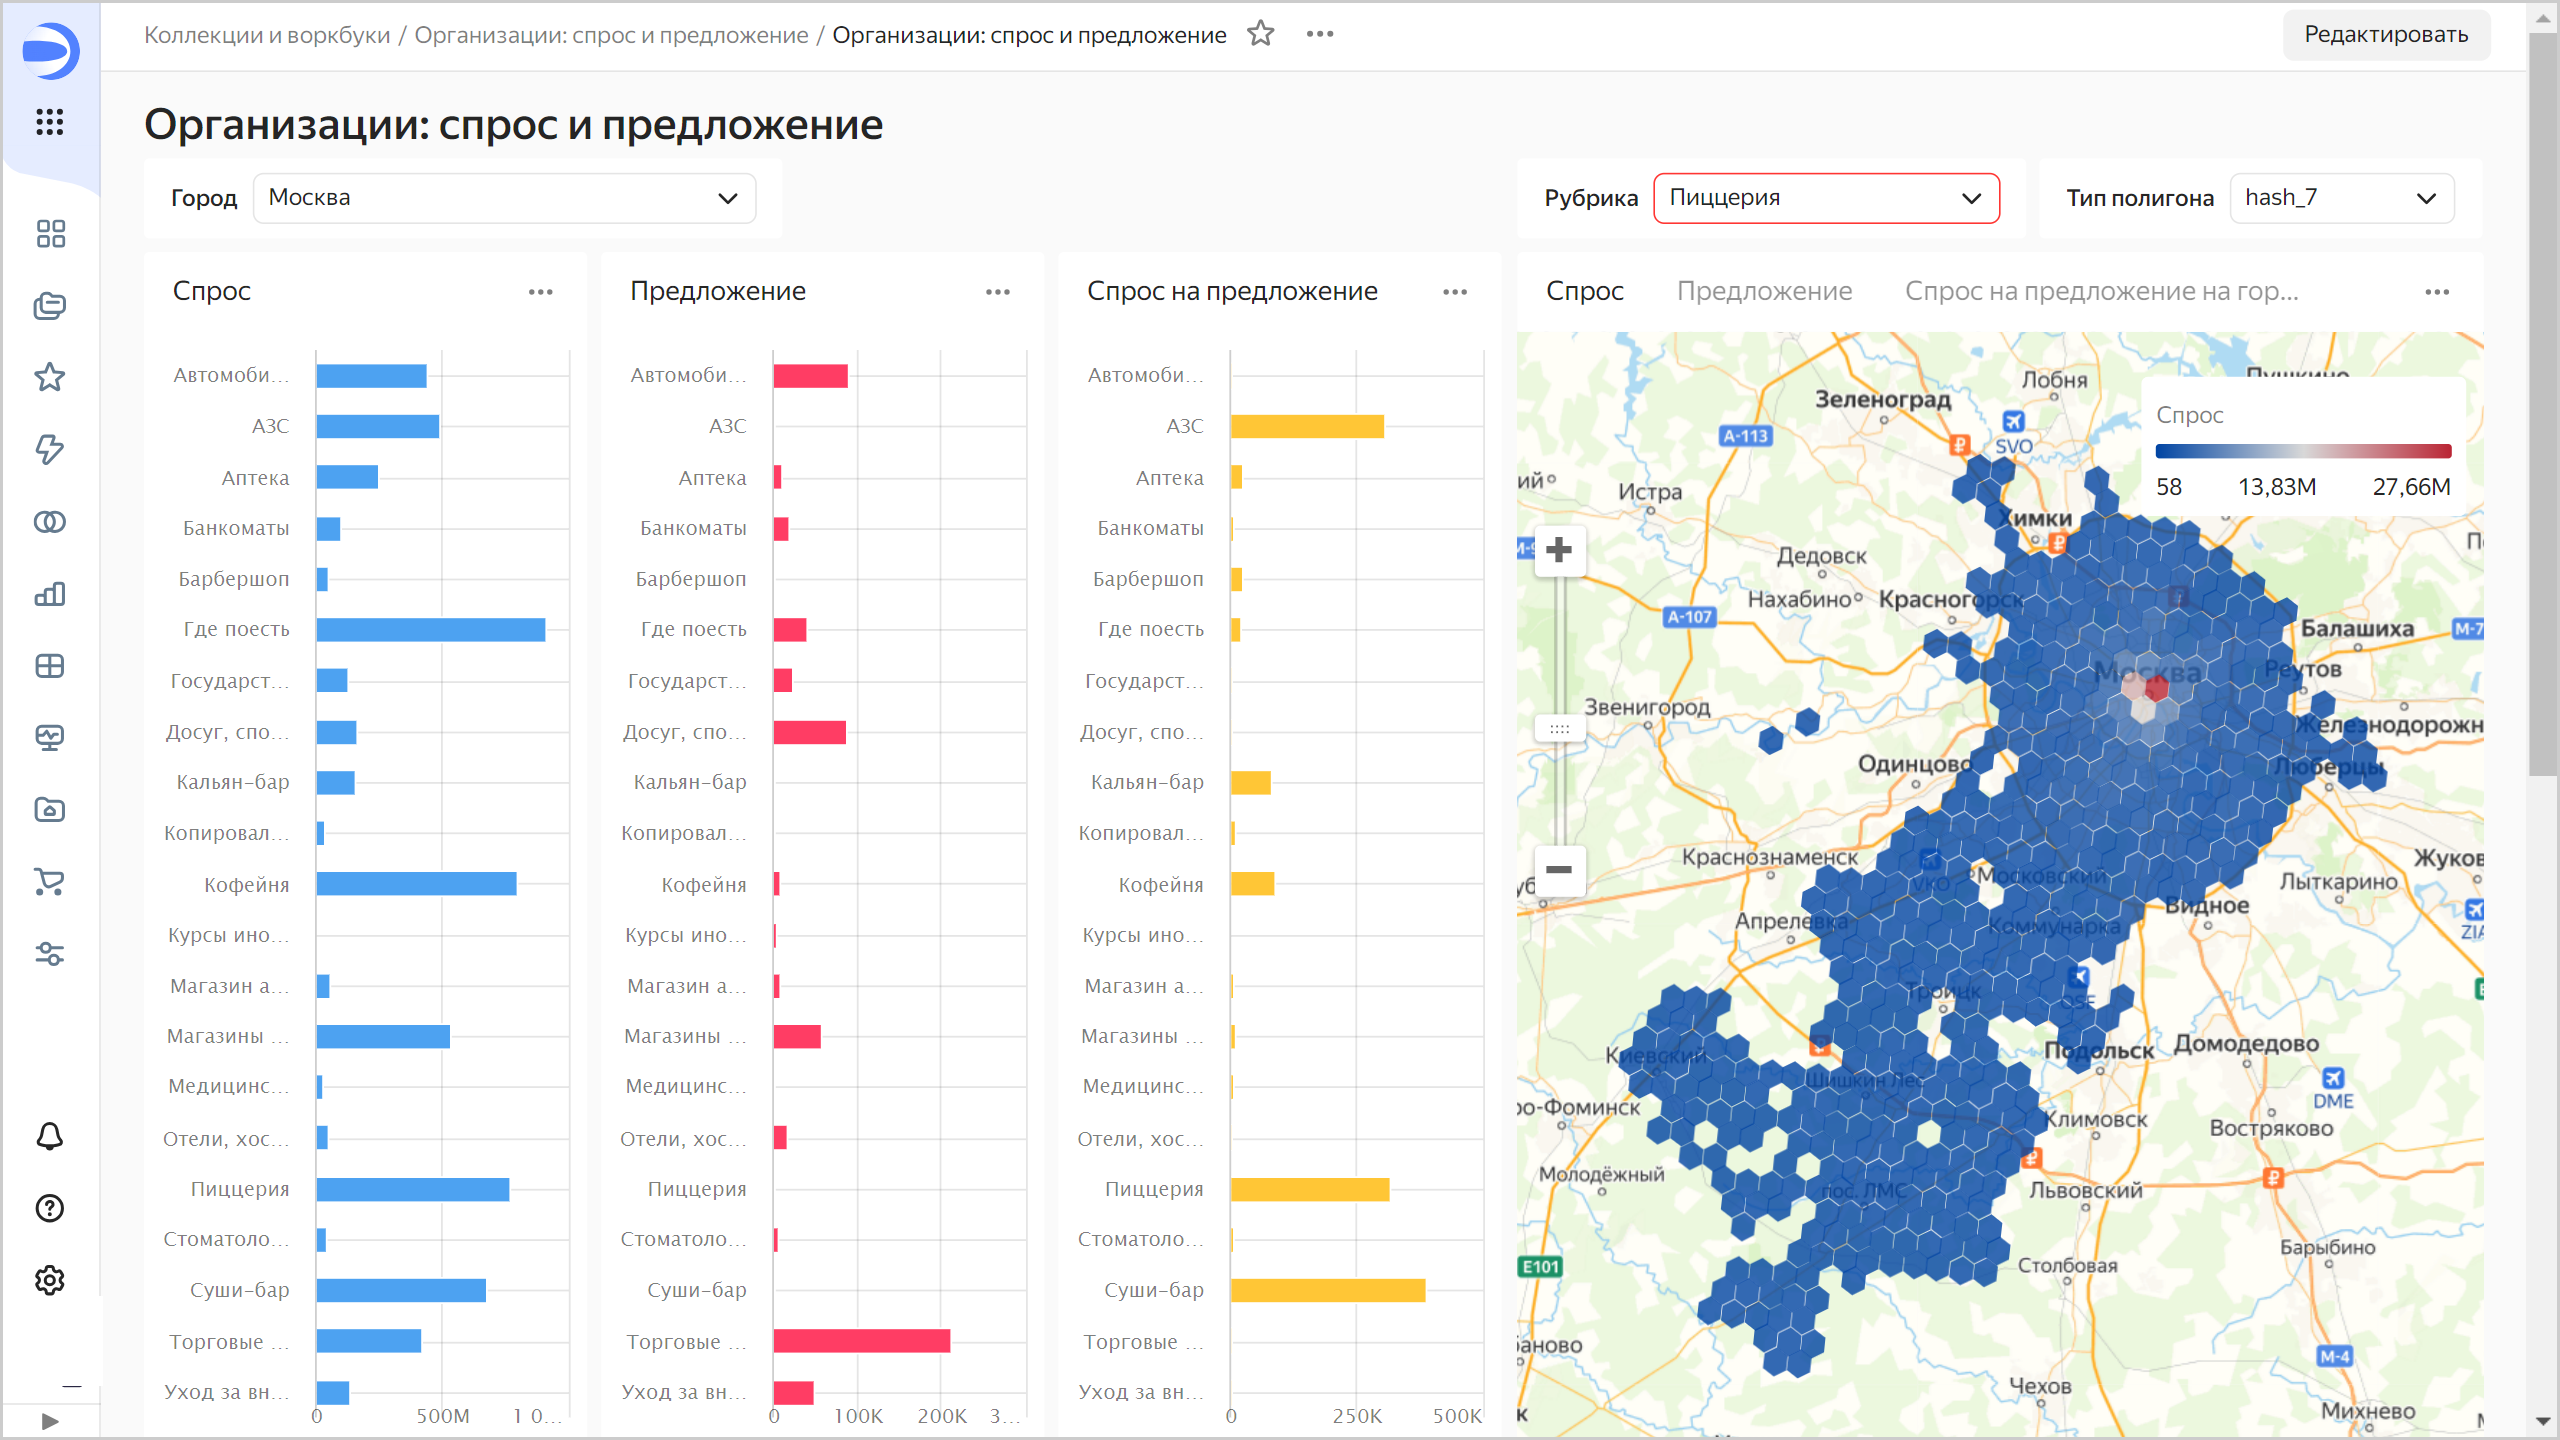 Коллекции и воркбуки / Организации: спрос и предложение / Организации: спрос и предложение
Редактировать
Организации: спрос и предложение
Город
Москва
Рубрика
Пиццерия
Тип полигона
hash_7
Спрос
Автомоби...
АЗС
Аптека
Банкоматы
Барбершоп
Где поесть
Государст...
Досуг, спо...
Кальян-бар
Копировал...
Кофейня
Курсы ино...
Магазин а...
Магазины ...
Медицинс...
Отели, хос...
Пиццерия
Стоматоло...
Суши-бар
Торговые ...
Уход за вн...
0 500M 1 0...
Предложение
Автомоби...
АЗС
Аптека
Банкоматы
Барбершоп
Где поесть
Государст...
Досуг, спо...
Кальян-бар
Копировал...
Кофейня
Курсы ино...
Магазин а...
Магазины ...
Медицинс...
Отели, хос...
Пиццерия
Стоматоло...
Суши-бар
Торговые ...
Уход за вн...
0 100K 200K 3...
Спрос на предложение
Автомоби...
АЗС
Аптека
Банкоматы
Барбершоп
Где поесть
Государст...
Досуг, спо...
Кальян-бар
Копировал...
Кофейня
Курсы ино...
Магазин а...
Магазины ...
Медицинс...
Отели, хос...
Пиццерия
Стоматоло...
Суши-бар
Торговые ...
Уход за вн...
0 250K 500K
Спрос Предложение Спрос на предложение на гор...
Пушкино
Лобня
Зеленоград
Спрос
А-113
SVO
58 13,83M 27,66M
ий
Истра
Химки
Дедовск
Нахабино
Красногорск
А-107
Балашиха
М-7
Москва
Реутов
Звенигород
Железнодорожн
Одинцово
Люберцы
Краснознаменск
VKO
Московский
Жуков
Лыткарино
Апрелевка
Видное
Коммунарка
ZIA
Троицк
OSF
Киевский
Подольск
Домодедово
Шишкин Лес
DME
ро-Фоминск
Климовск
Востряково
Молодёжный
пос. ЛМС
Львовский
Барыбино
E101
Столбовая
баново
М-4
Чехов
Михнево